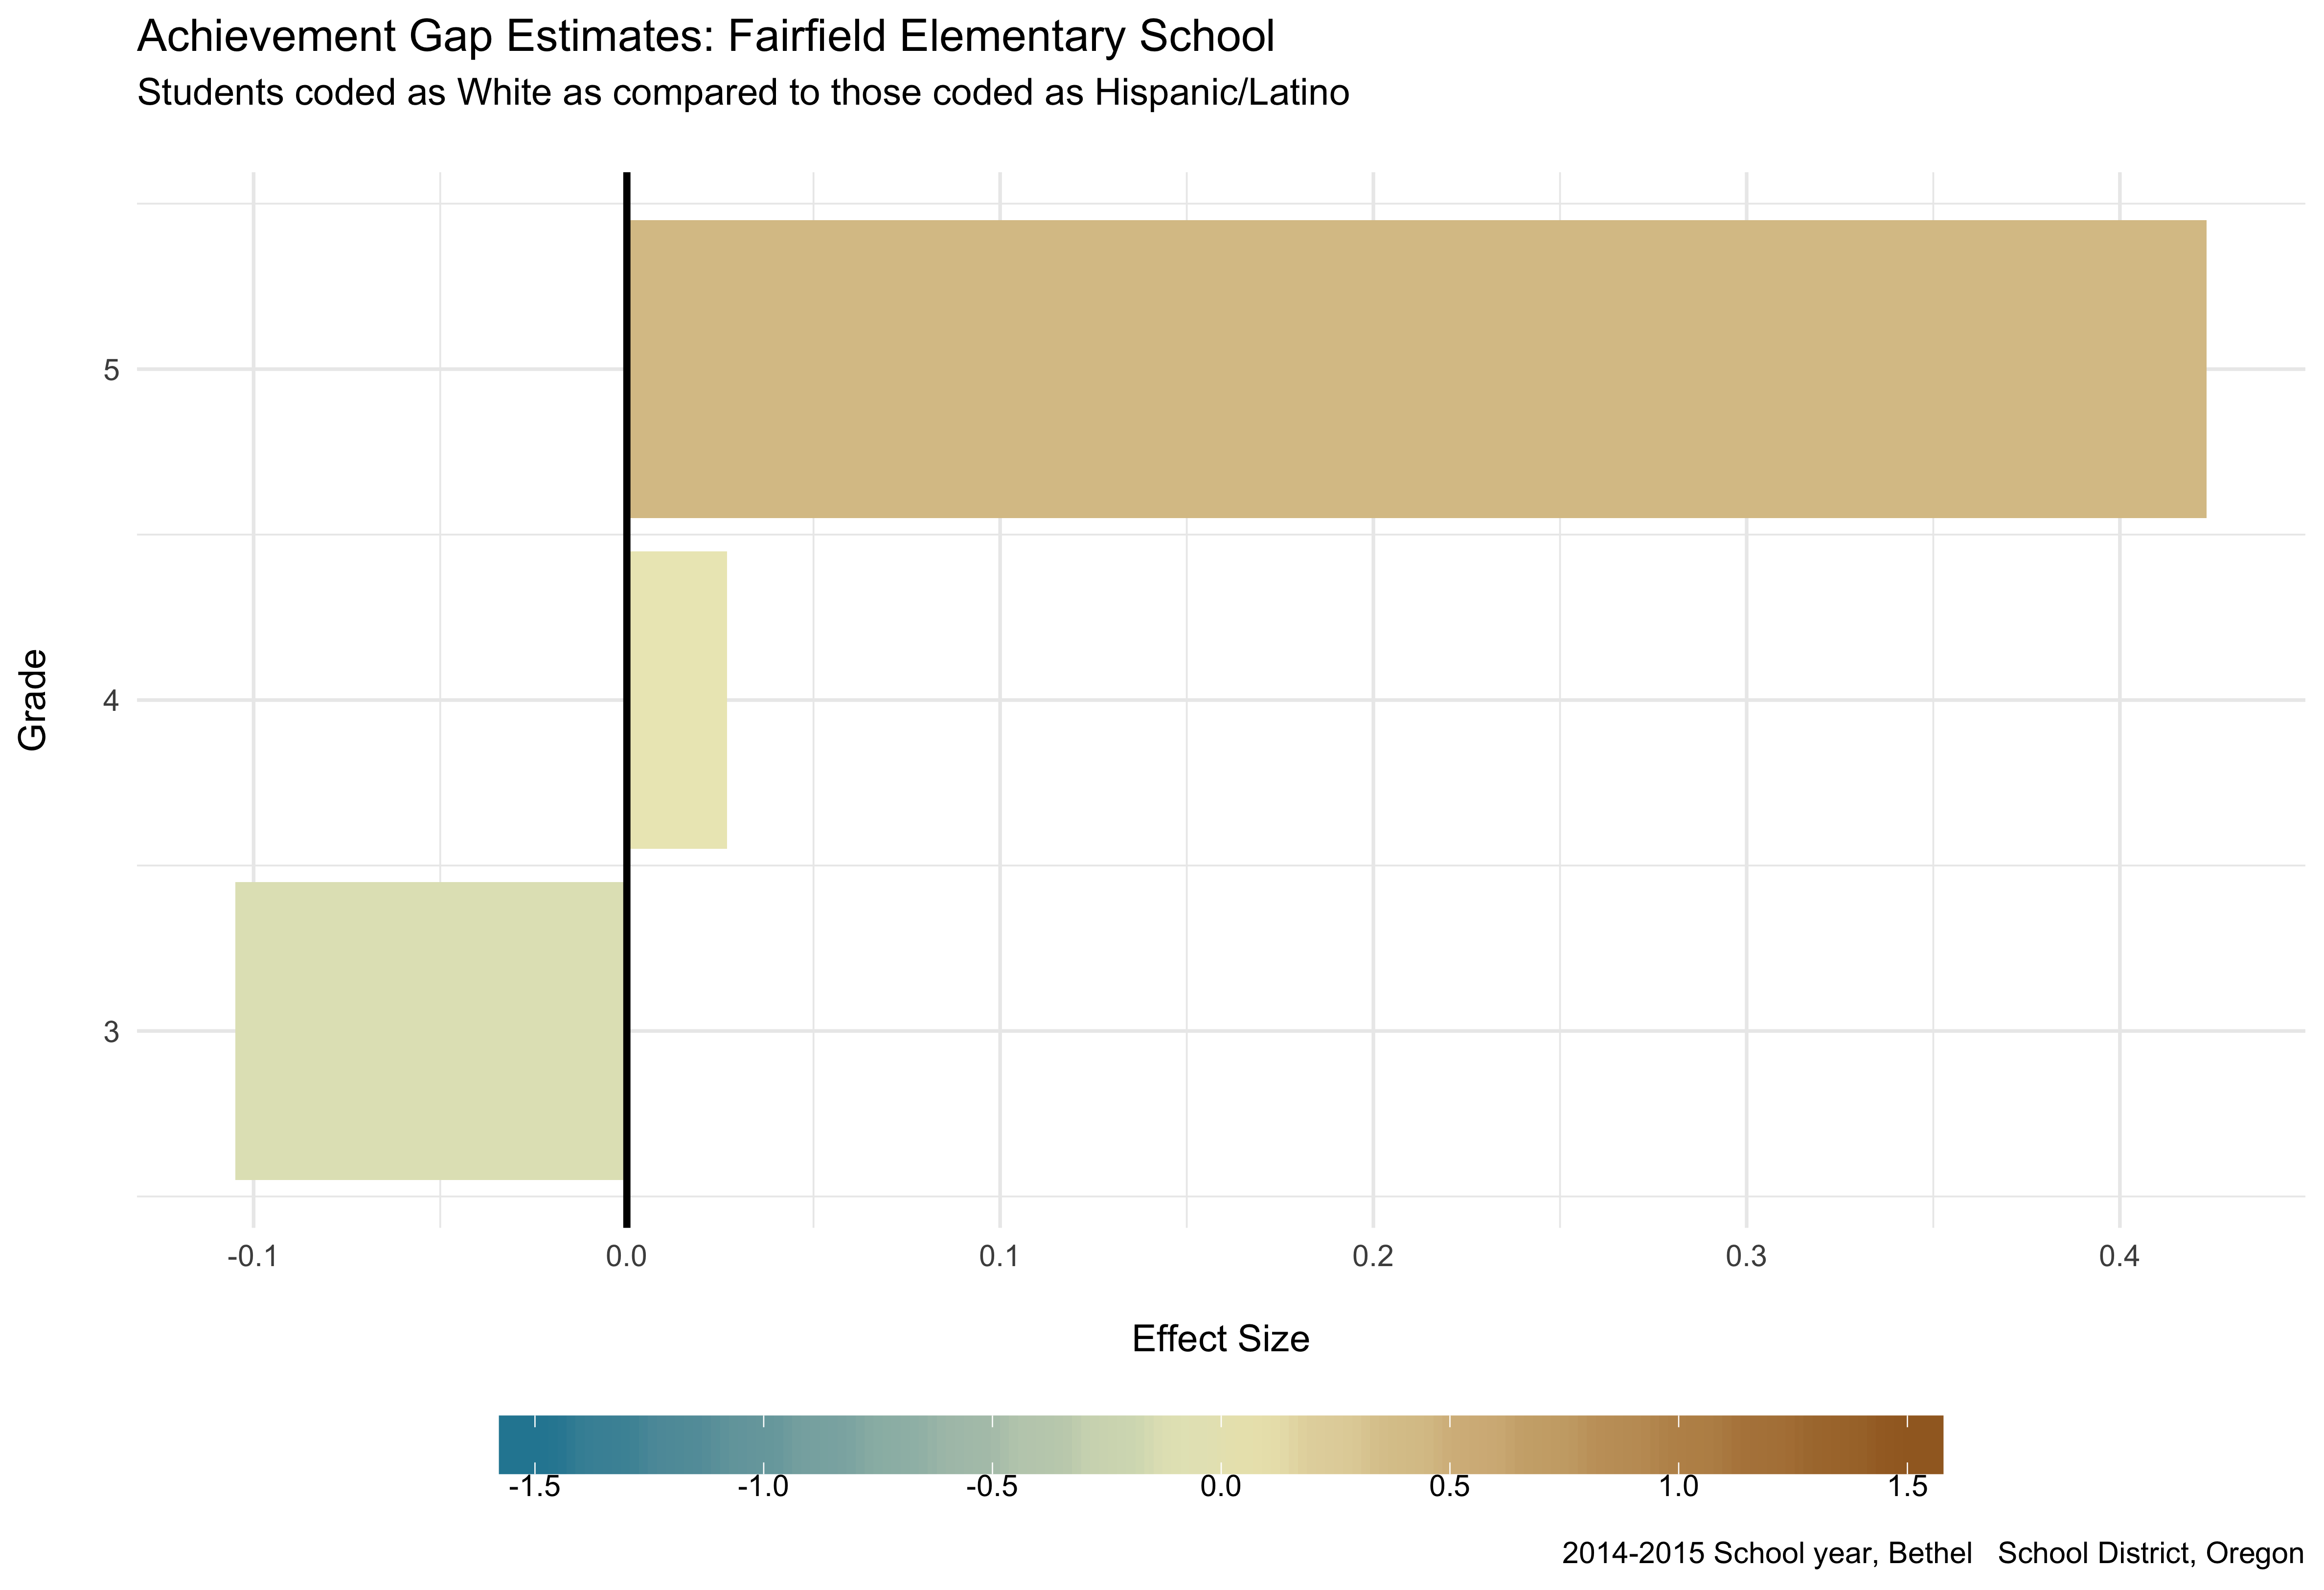 Achievement Gap Estimates: Fairfield Elementary School
Students coded as White as compared to those coded as Hispanic/Latino
Grade
5
4
3
-0.1 0.0 0.1 0.2 0.3 0.4
Effect Size
-1.5 -1.0 -0.5 0.0 0.5 1.0 1.5
2014-2015 School year, Bethel   School District, Oregon